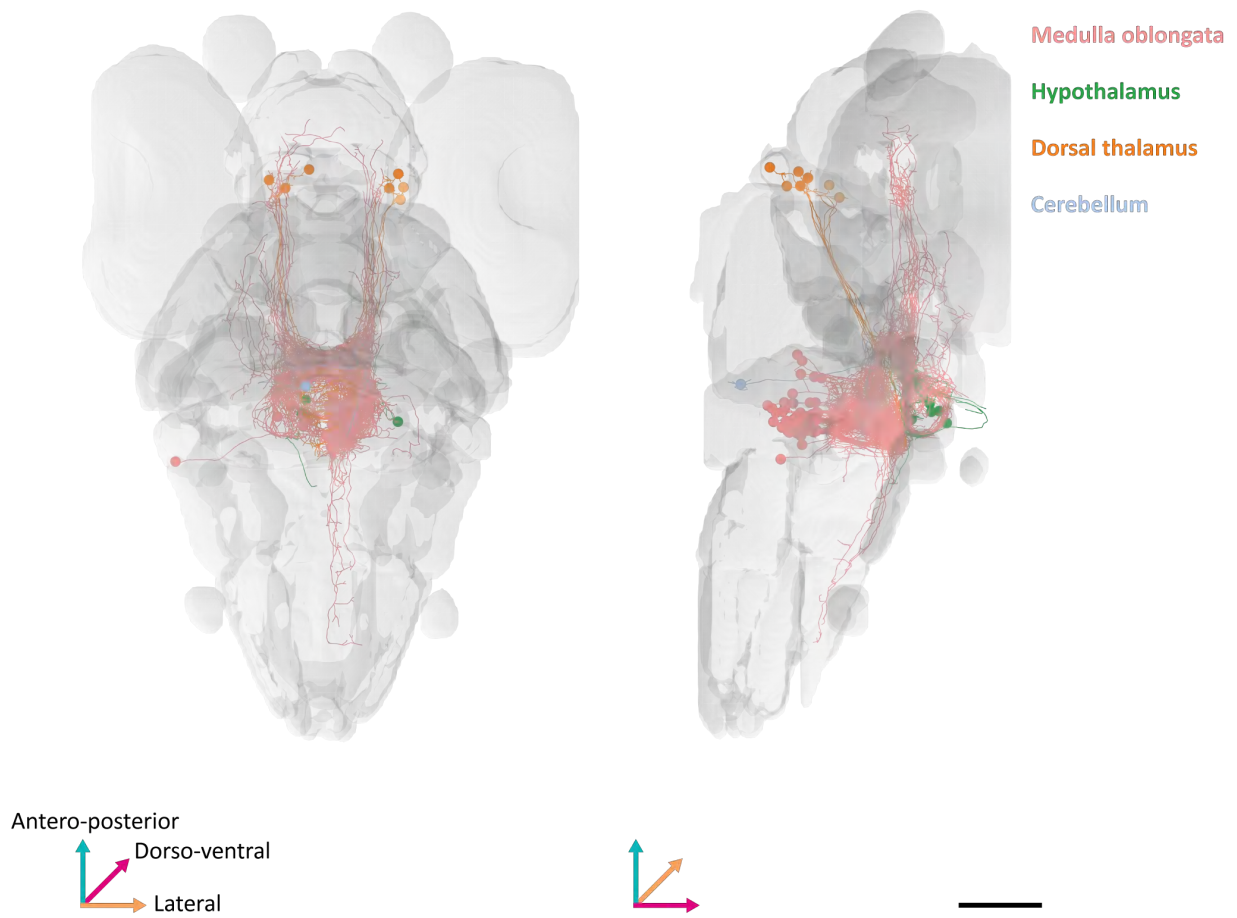 Medulla oblongata
Hypothalamus
Dorsal thalamus
Cerebellum
Antero-posterior
Dorso-ventral
Lateral